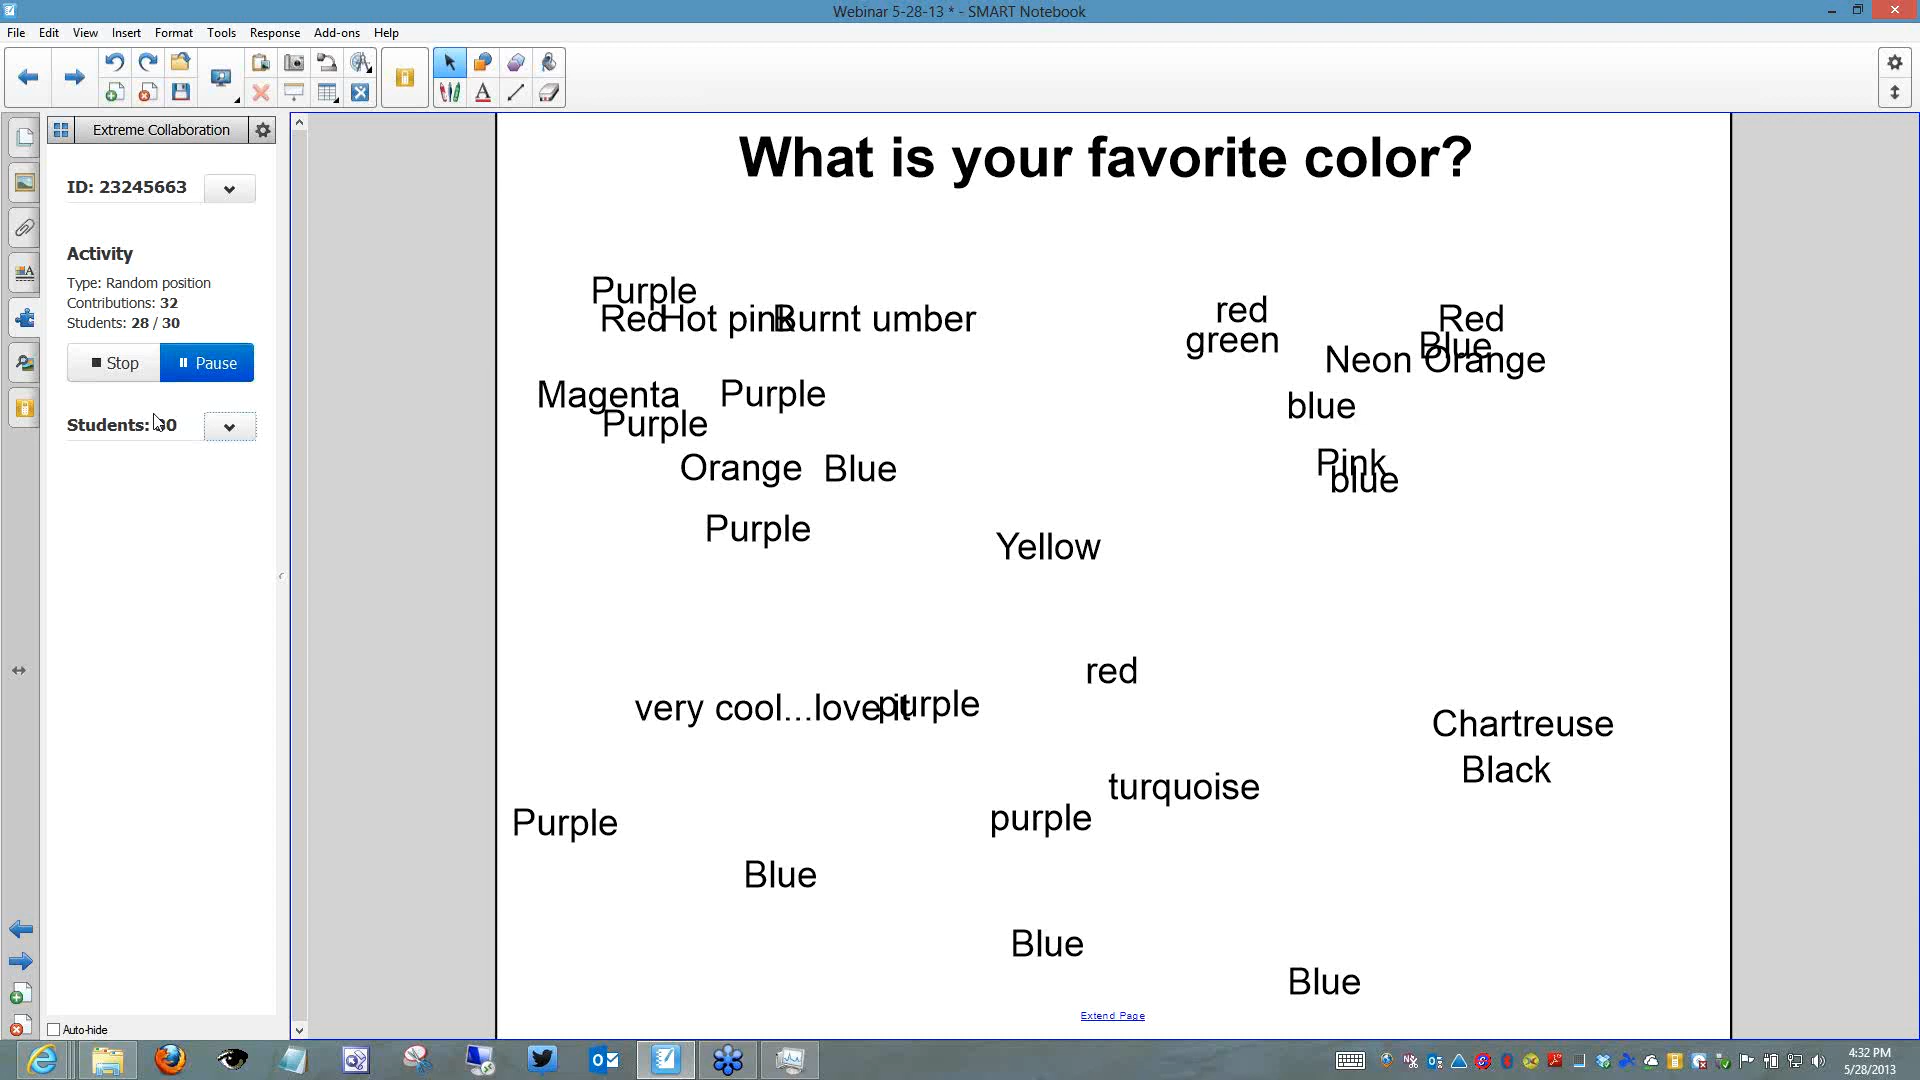 Webinar 5-28-13 * - SMART Notebook
File Edit View Insert Format Tools Response Add-ons Help
Extreme Collaboration
ID: 23245663
Activity
Type: Random position
Contributions: 32
Students: 28 / 30
Stop Pause
Students: 30
Auto-hide
What is your favorite color?
Purple
Red Hot pink Burnt umber
red
green
Red
Blue
Neon Orange
Magenta
Purple
Purple
blue
Orange Blue
Pink
blue
Purple
Yellow
red
very cool...love it
purple
Chartreuse
Black
turquoise
Purple
purple
Blue
Blue
Blue
Extend Page
4:32 PM
5/28/2013